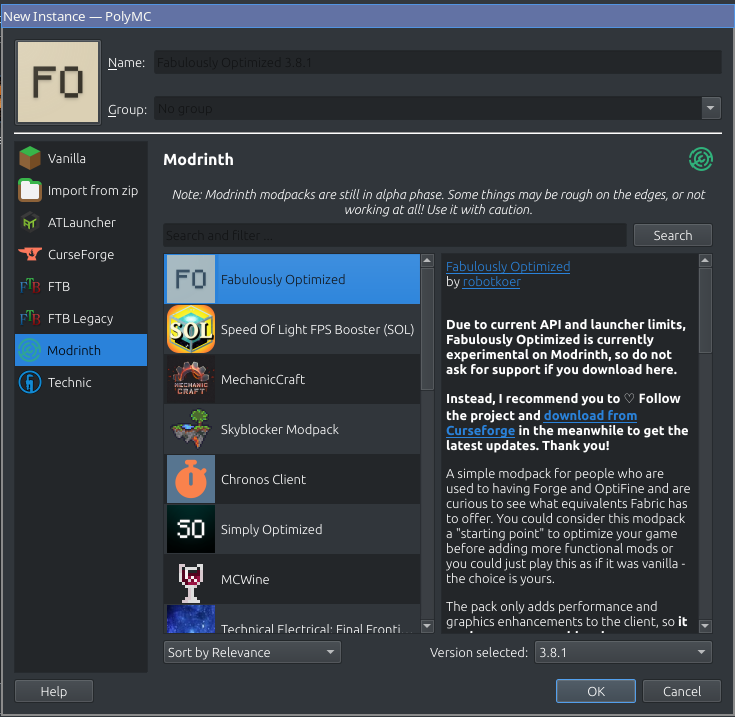 New Instance — PolyMC
FO
Name:
Fabulously Optimized 3.8.1
Group:
No group
Vanilla
Import from zip
ATLauncher
CurseForge
FTB
FTB Legacy
Modrinth
Technic
Modrinth
Note: Modrinth modpacks are still in alpha phase. Some things may be rough on the edges, or not
working at all! Use it with caution.
Search and filter ...
Search
FO
Fabulously Optimized
SOL
Speed Of Light FPS Booster (SOL)
MECHANIC
CRAFT
MechanicCraft
Skyblocker Modpack
Chronos Client
SO
Simply Optimized
MCWine
Technical Electrical: Final Fronti...
Fabulously Optimized
by robotkoer
Due to current API and launcher limits,
Fabulously Optimized is currently
experimental on Modrinth, so do not
ask for support if you download here.
Instead, I recommend you to ♡ Follow
the project and download from
Curseforge in the meanwhile to get the
latest updates. Thank you!
A simple modpack for people who are
used to having Forge and OptiFine and are
curious to see what equivalents Fabric has
to offer. You could consider this modpack
a "starting point" to optimize your game
before adding more functional mods or
you could just play this as if it was vanilla -
the choice is yours.
The pack only adds performance and
graphics enhancements to the client, so it
Sort by Relevance
Version selected:
3.8.1
Help
OK
Cancel